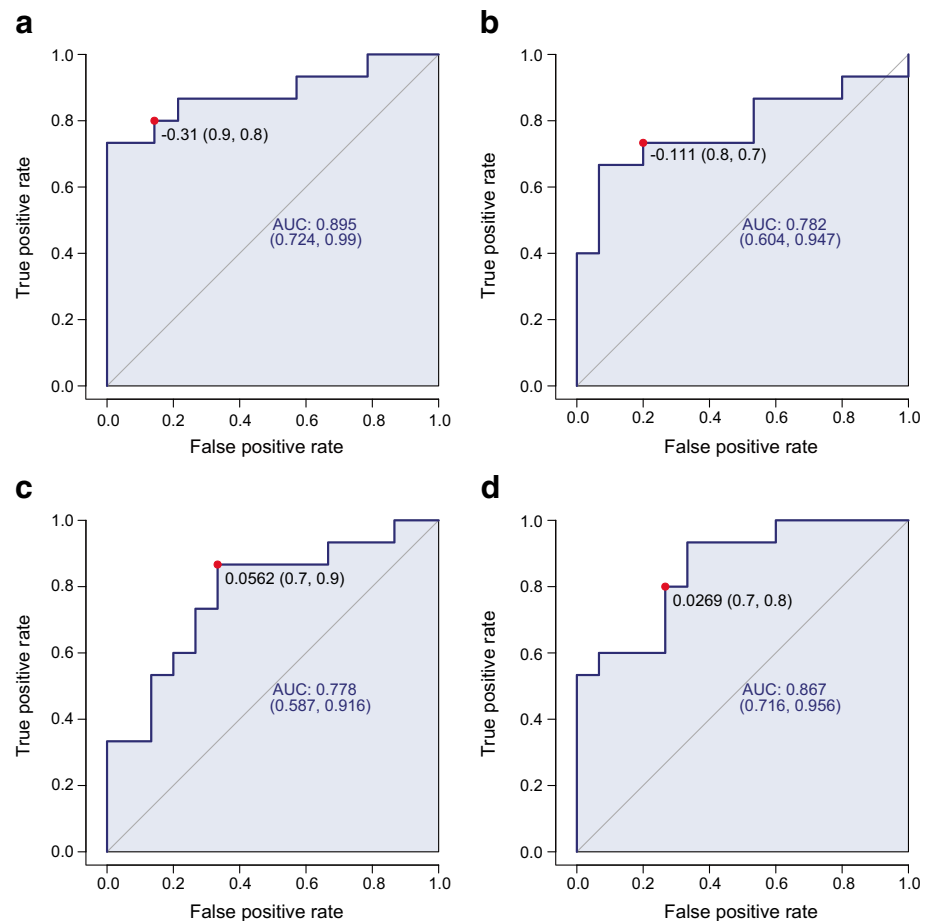 a
1.0
0.8
0.6
0.4
0.2
0.0
True positive rate
-0.31 (0.9, 0.8)
AUC: 0.895
(0.724, 0.99)
0.0 0.2 0.4 0.6 0.8 1.0
False positive rate
b
1.0
0.8
0.6
0.4
0.2
0.0
True positive rate
-0.111 (0.8, 0.7)
AUC: 0.782
(0.604, 0.947)
0.0 0.2 0.4 0.6 0.8 1.0
False positive rate
c
1.0
0.8
0.6
0.4
0.2
0.0
True positive rate
0.0562 (0.7, 0.9)
AUC: 0.778
(0.587, 0.916)
0.0 0.2 0.4 0.6 0.8 1.0
False positive rate
d
1.0
0.8
0.6
0.4
0.2
0.0
True positive rate
0.0269 (0.7, 0.8)
AUC: 0.867
(0.716, 0.956)
0.0 0.2 0.4 0.6 0.8 1.0
False positive rate